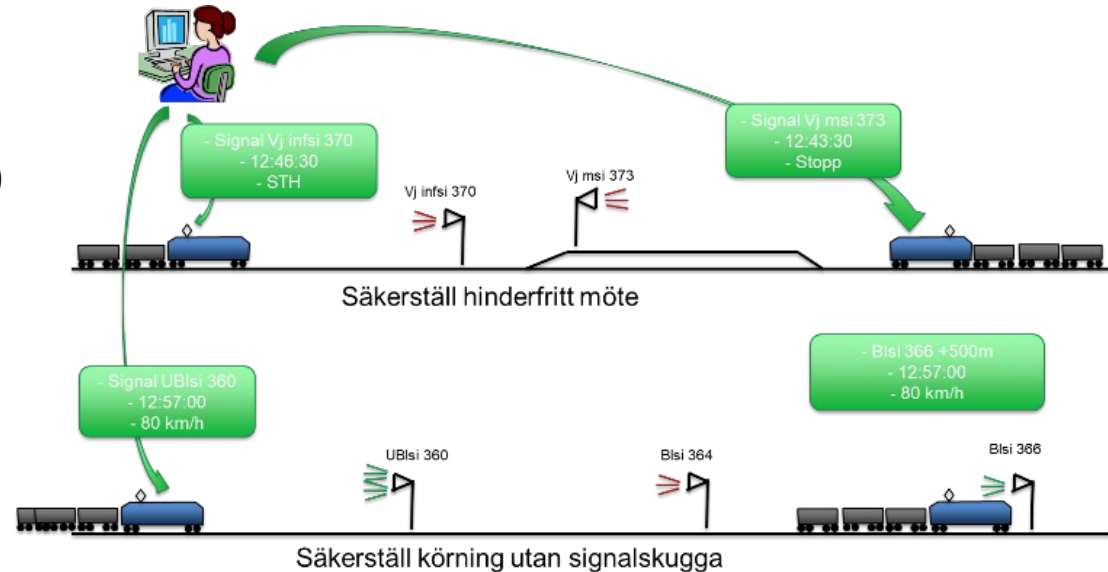 - Signal Vj infsi 370
- 12:46:30
- STH
- Signal Vj msi 373
- 12:43:30
- Stopp
)
Vj infsi 370
Vj msi 373
Säkerställ hinderfritt möte
- Signal UBlsi 360
- 12:57:00
- 80 km/h
- Blsi 366 +500m
- 12:57:00
- 80 km/h
UBlsi 360
Blsi 364
Blsi 366
Säkerställ körning utan signalskugga